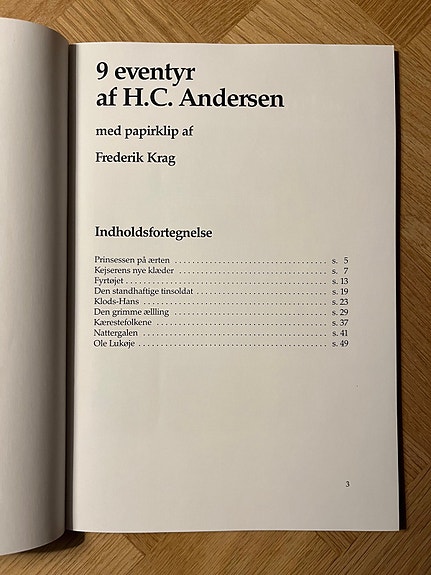 9 eventyr
af H.C. Andersen
med papirklip af
Frederik Krag
Indholdsfortegnelse
Prinsessen på ærten . . . . . . . . . . . . . . . . . . . . . . . . . . . . . . . . . . . . . s. 5
Kejserens nye klæder . . . . . . . . . . . . . . . . . . . . . . . . . . . . . . . . . . . . s. 7
Fyrtøjet . . . . . . . . . . . . . . . . . . . . . . . . . . . . . . . . . . . . . . . . . . . . . . . . s. 13
Den standhaftige tinsoldat . . . . . . . . . . . . . . . . . . . . . . . . . . . . . . . s. 19
Klods-Hans . . . . . . . . . . . . . . . . . . . . . . . . . . . . . . . . . . . . . . . . . . . . s. 23
Den grimme ællling . . . . . . . . . . . . . . . . . . . . . . . . . . . . . . . . . . . . . s. 29
Kærestefolkene . . . . . . . . . . . . . . . . . . . . . . . . . . . . . . . . . . . . . . . . . s. 37
Nattergalen . . . . . . . . . . . . . . . . . . . . . . . . . . . . . . . . . . . . . . . . . . . . s. 41
Ole Lukøje . . . . . . . . . . . . . . . . . . . . . . . . . . . . . . . . . . . . . . . . . . . . . s. 49
3